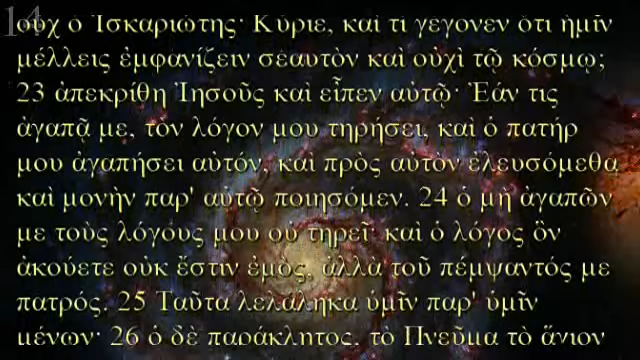 14
οὐχ ὁ Ἰσκαριώτης· Κύριε, καὶ τί γέγονεν ὅτι ἡμῖν
μέλλεις ἐμφανίζειν σεαυτὸν καὶ οὐχὶ τῷ κόσμῳ;
23 ἀπεκρίθη Ἰησοῦς καὶ εἶπεν αὐτῷ· Ἐάν τις
ἀγαπᾷ με, τὸν λόγον μου τηρήσει, καὶ ὁ πατήρ
μου ἀγαπήσει αὐτόν, καὶ πρὸς αὐτὸν ἐλευσόμεθα
καὶ μονὴν παρ' αὐτῷ ποιησόμεν. 24 ὁ μὴ ἀγαπῶν
με τοὺς λόγους μου οὐ τηρεῖ· καὶ ὁ λόγος ὃν
ἀκούετε οὐκ ἔστιν ἐμὸς, ἀλλὰ τοῦ πέμψαντός με
πατρός. 25 Ταῦτα λελάληκα ὑμῖν παρ' ὑμῖν
μένων· 26 ὁ δὲ παράκλητος, τὸ Πνεῦμα τὸ ἅγιον